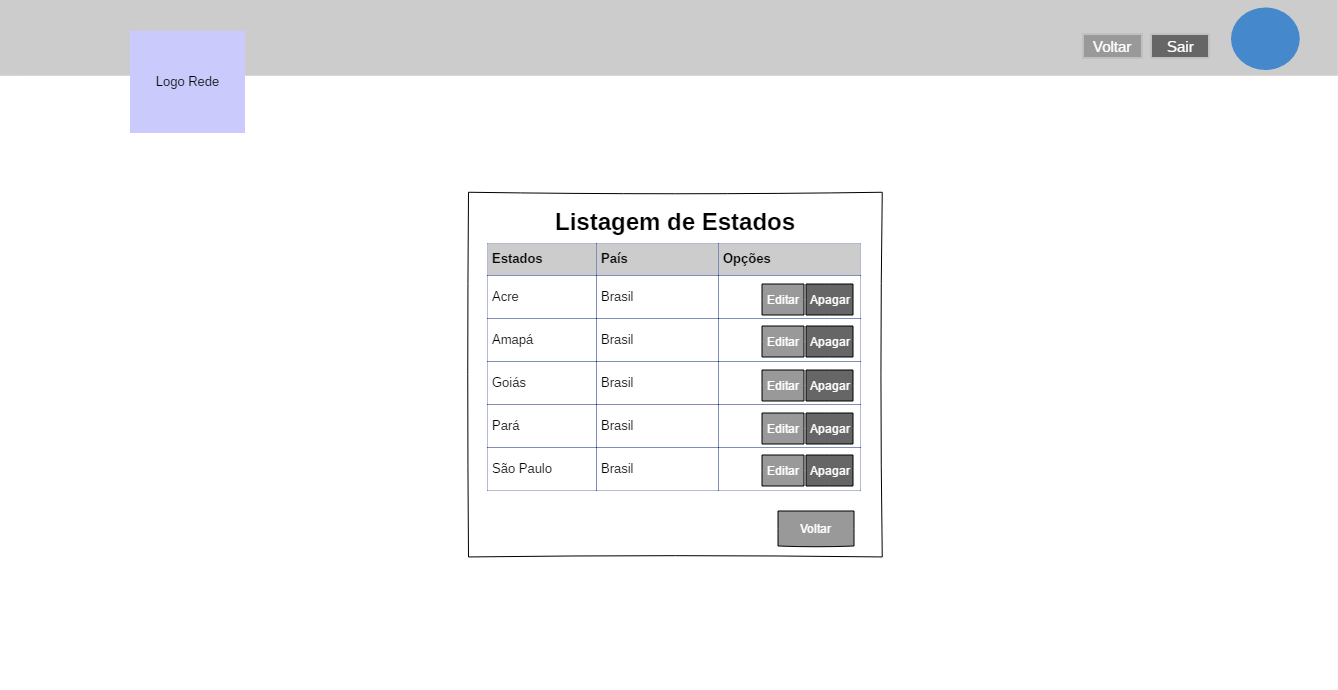 Voltar Sair
Logo Rede
Listagem de Estados
Estados País Opções
Acre Brasil Editar Apagar
Amapá Brasil Editar Apagar
Goiás Brasil Editar Apagar
Pará Brasil Editar Apagar
São Paulo Brasil Editar Apagar
Voltar